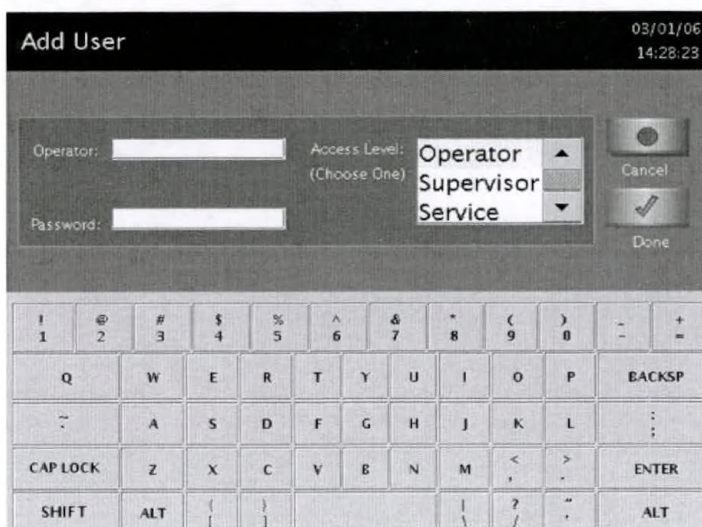 Add User
03/01/06
14:28:23
Operator:
Access Level:
(Choose One)
Operator
Supervisor
Service
Cancel
Password:
Done
! @ # $ % ^ & * ( ) _ +
1 2 3 4 5 6 7 8 9 0 - =
Q W E R T Y U I O P BACKSP
A S D F G H J K L : ;
CAP LOCK Z X C V B N M < , > . ENTER
SHIFT ALT { [ } ] | \ ? / " ALT